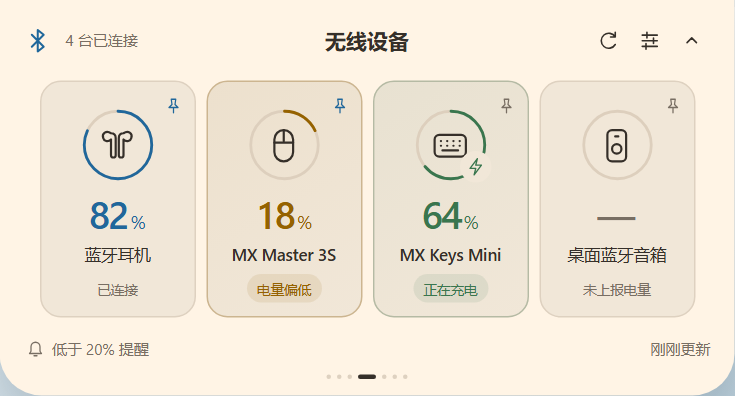 4 台已连接
无线设备
82%
蓝牙耳机
已连接
18%
MX Master 3S
电量偏低
64%
MX Keys Mini
正在充电
桌面蓝牙音箱
未上报电量
低于 20% 提醒
刚刚更新